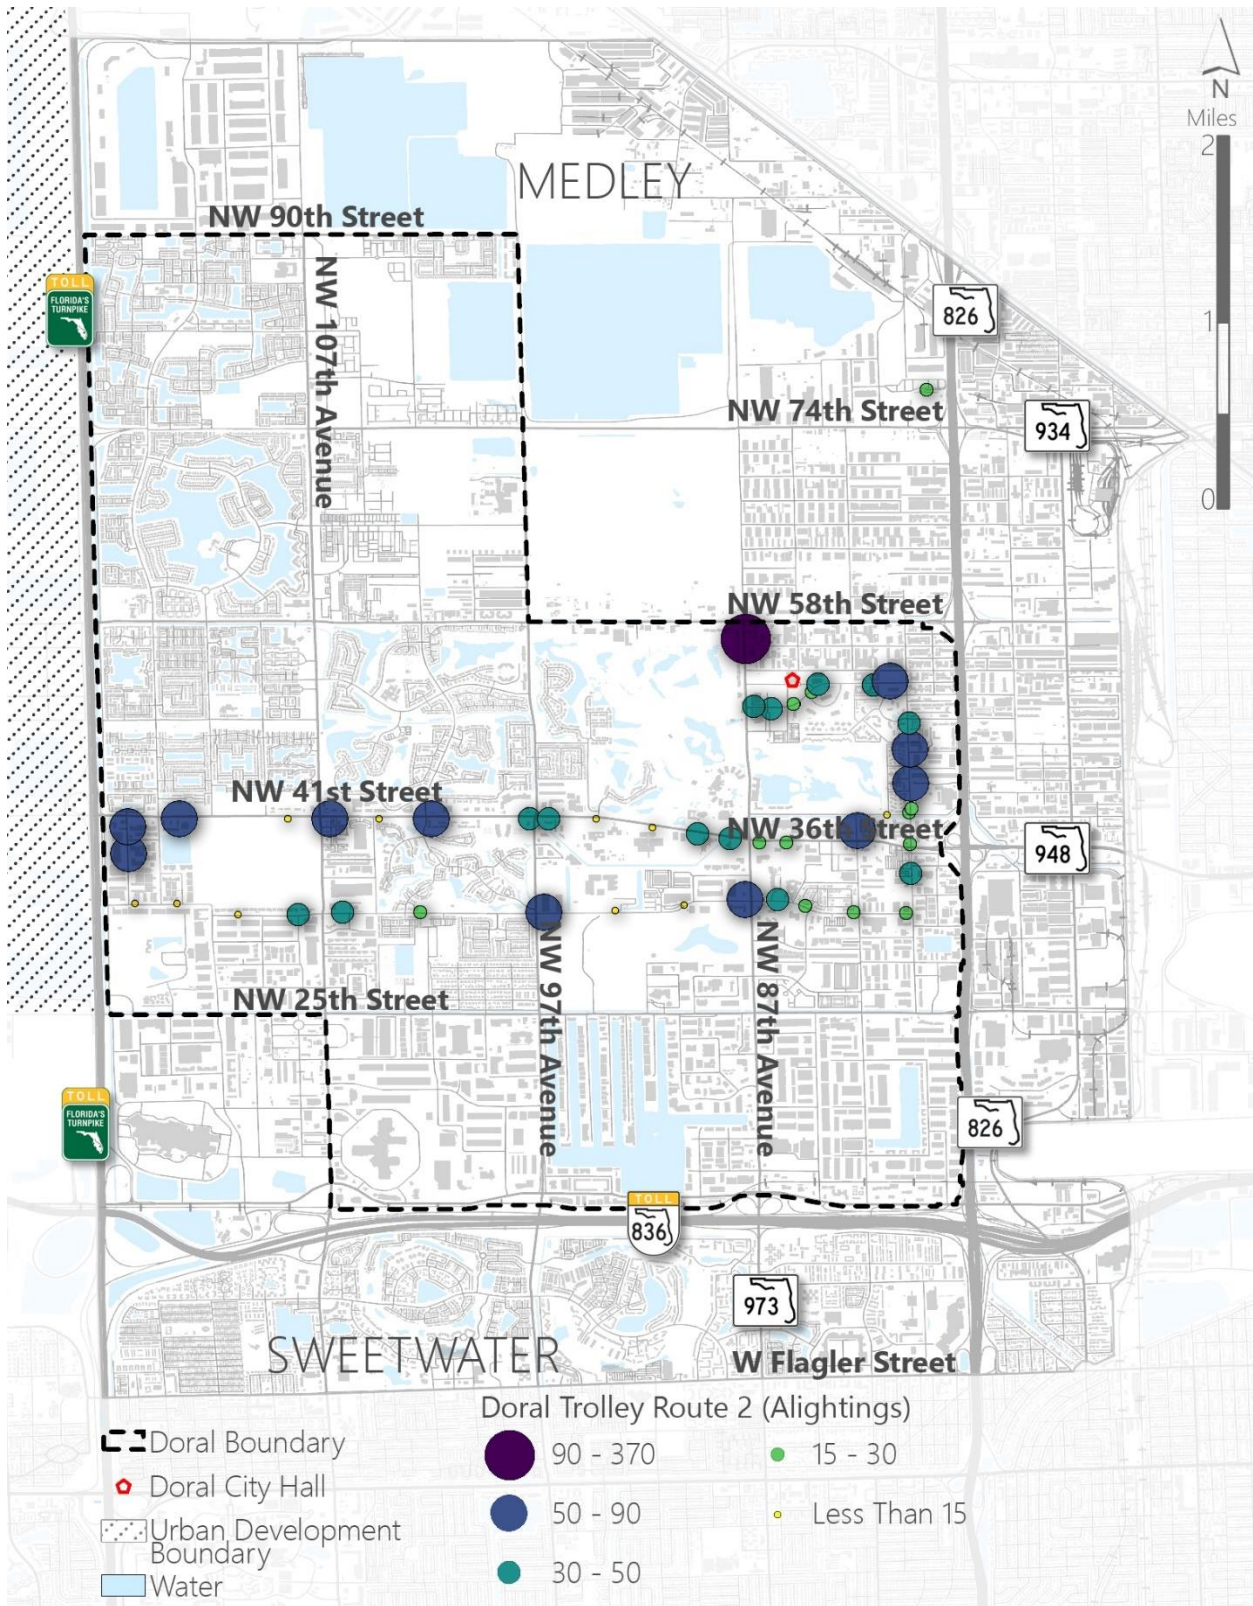 N
Miles
2
MEDLEY
NW 90th Street
TOLL
FLORIDA'S
TURNPIKE
NW 107th Avenue
826
1
NW 74th Street
934
0
NW 58th Street
NW 41st Street
NW 36th Street
948
NW 97th Avenue
NW 87th Avenue
NW 25th Street
TOLL
FLORIDA'S
TURNPIKE
826
TOLL
836
973
SWEETWATER
W Flagler Street
Doral Trolley Route 2 (Alightings)
Doral Boundary
90 - 370
15 - 30
Doral City Hall
50 - 90
Less Than 15
Urban Development
Boundary
30 - 50
Water